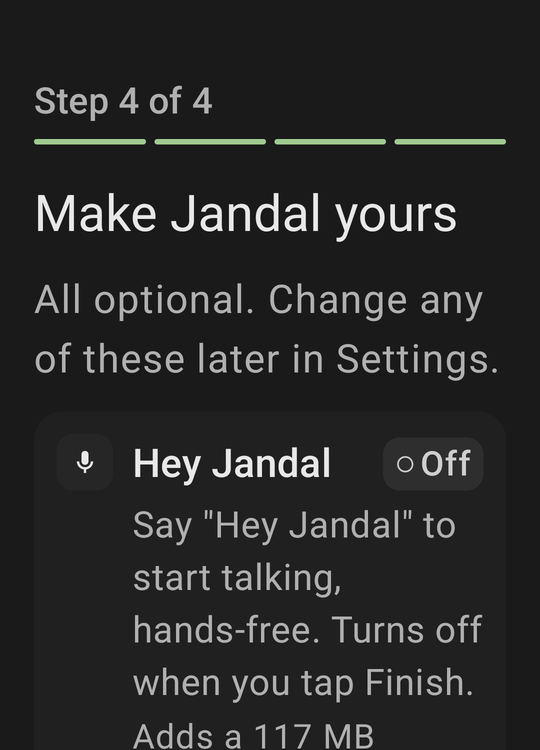 Step 4 of 4
Make Jandal yours
All optional. Change any
of these later in Settings.
Hey Jandal
Off
Say "Hey Jandal" to
start talking,
hands-free. Turns off
when you tap Finish.
Adds a 117 MB